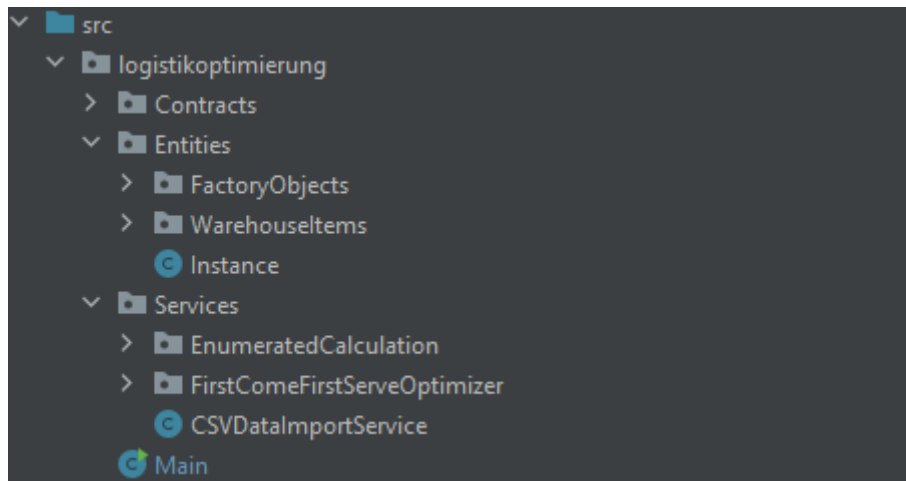 src
logistikoptimierung
Contracts
Entities
FactoryObjects
WarehouseItems
Instance
Services
EnumeratedCalculation
FirstComeFirstServeOptimizer
CSVDataImportService
Main